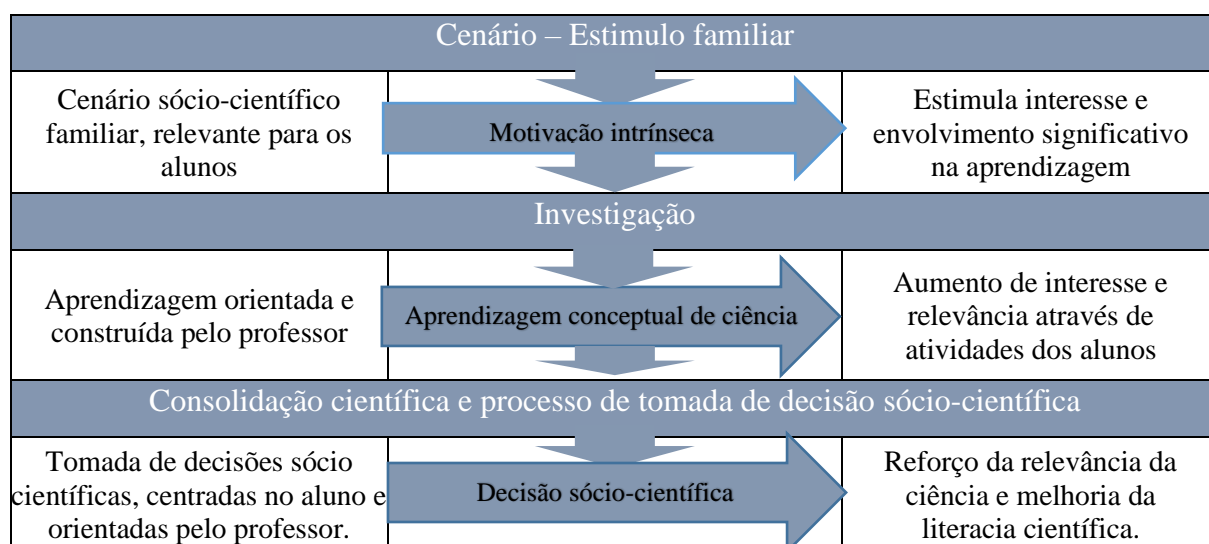 Cenário – Estimulo familiar
Cenário sócio-científico
familiar, relevante para os
alunos
Motivação intrínseca
Estimula interesse e
envolvimento significativo
na aprendizagem
Investigação
Aprendizagem orientada e
construída pelo professor
Aprendizagem conceptual de ciência
Aumento de interesse e
relevância através de
atividades dos alunos
Consolidação científica e processo de tomada de decisão sócio-científica
Tomada de decisões sócio
científicas, centradas no aluno e
orientadas pelo professor.
Decisão sócio-científica
Reforço da relevância da
ciência e melhoria da
literacia científica.